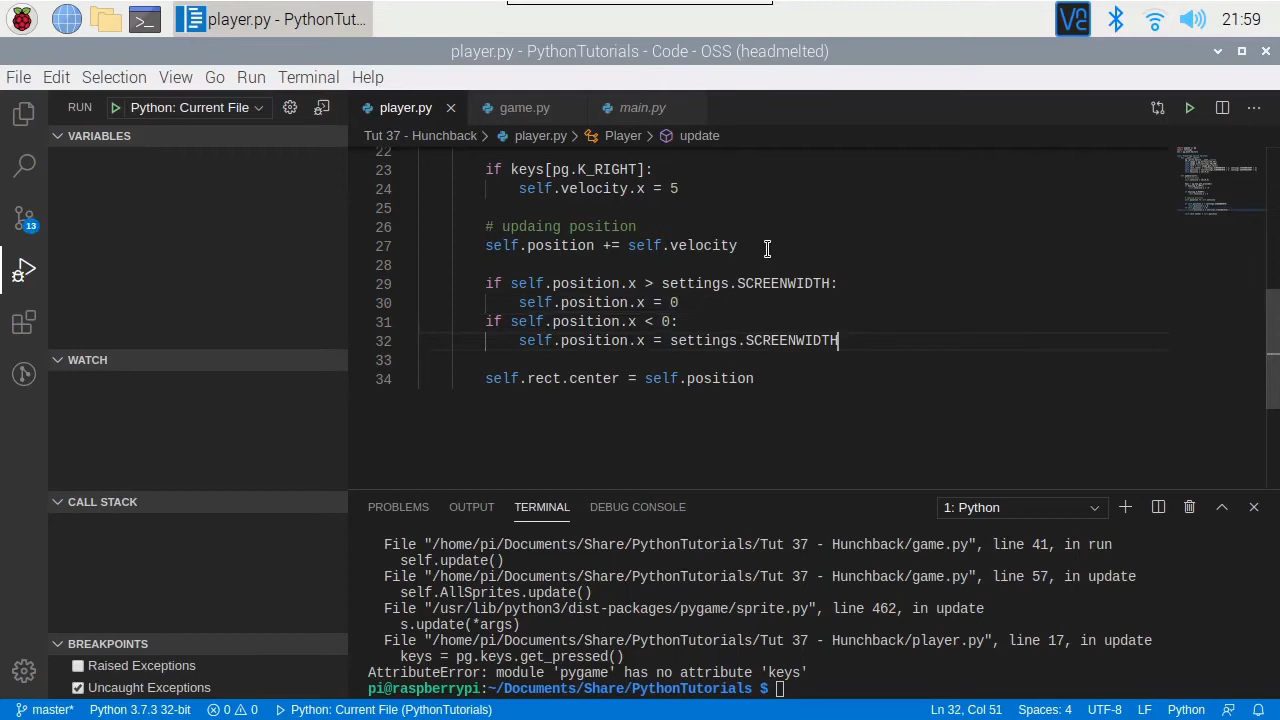 player.py - PythonTut...
21:59
player.py - PythonTutorials - Code - OSS (headmelted)
File Edit Selection View Go Run Terminal Help
RUN Python: Current File
player.py game.py main.py
Tut 37 - Hunchback > player.py > Player > update
VARIABLES
22
23 if keys[pg.K_RIGHT]:
24 self.velocity.x = 5
25
26 # updaing position
27 self.position += self.velocity
28
29 if self.position.x > settings.SCREENWIDTH:
30 self.position.x = 0
31 if self.position.x < 0:
32 self.position.x = settings.SCREENWIDTH
33
34 self.rect.center = self.position
13
WATCH
CALL STACK
BREAKPOINTS
Raised Exceptions
Uncaught Exceptions
PROBLEMS OUTPUT TERMINAL DEBUG CONSOLE 1: Python
File "/home/pi/Documents/Share/PythonTutorials/Tut 37 - Hunchback/game.py", line 41, in run
self.update()
File "/home/pi/Documents/Share/PythonTutorials/Tut 37 - Hunchback/game.py", line 57, in update
self.AllSprites.update()
File "/usr/lib/python3/dist-packages/pygame/sprite.py", line 462, in update
s.update(*args)
File "/home/pi/Documents/Share/PythonTutorials/Tut 37 - Hunchback/player.py", line 17, in update
keys = pg.keys.get_pressed()
AttributeError: module 'pygame' has no attribute 'keys'
pi@raspberrypi:~/Documents/Share/PythonTutorials $
master* Python 3.7.3 32-bit 0 0 Python: Current File (PythonTutorials) Ln 32, Col 51 Spaces: 4 UTF-8 LF Python